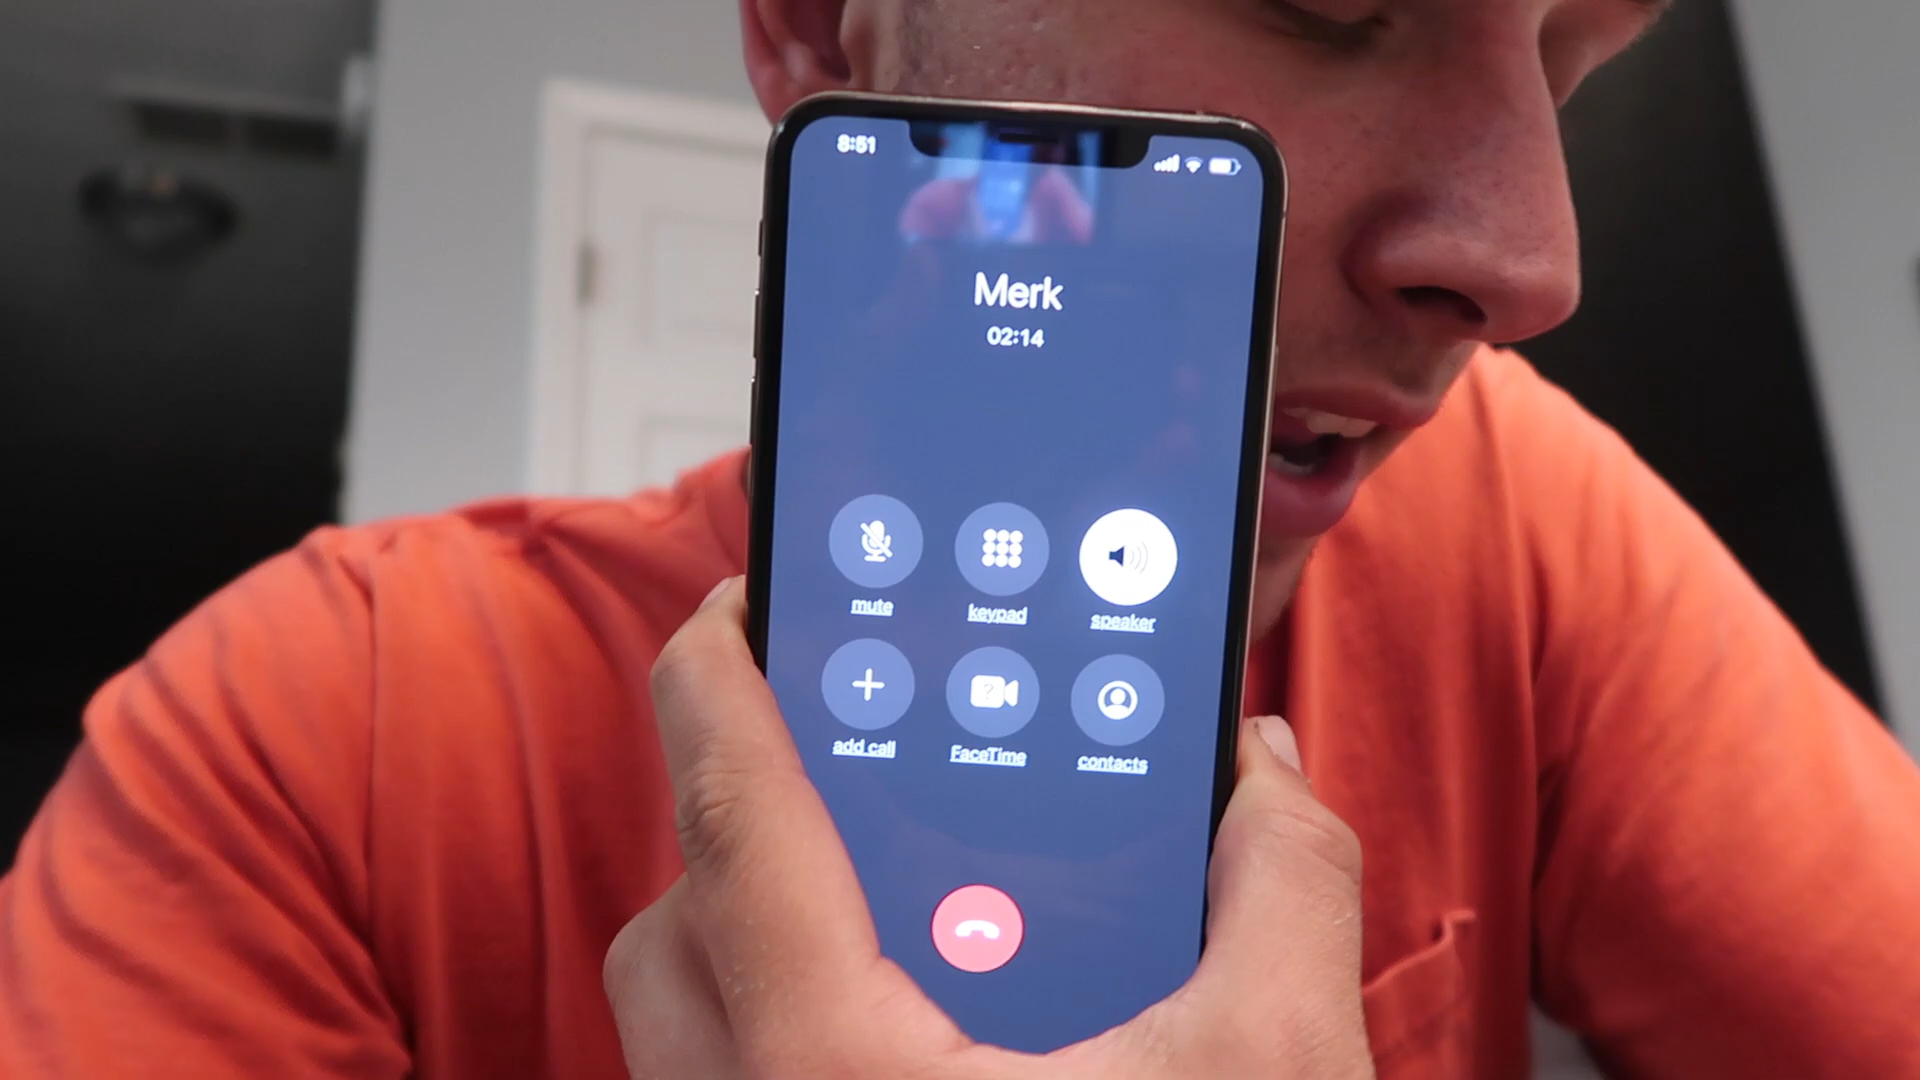 8:51
Merk
02:14
mute
keypad
speaker
add call
FaceTime
contacts